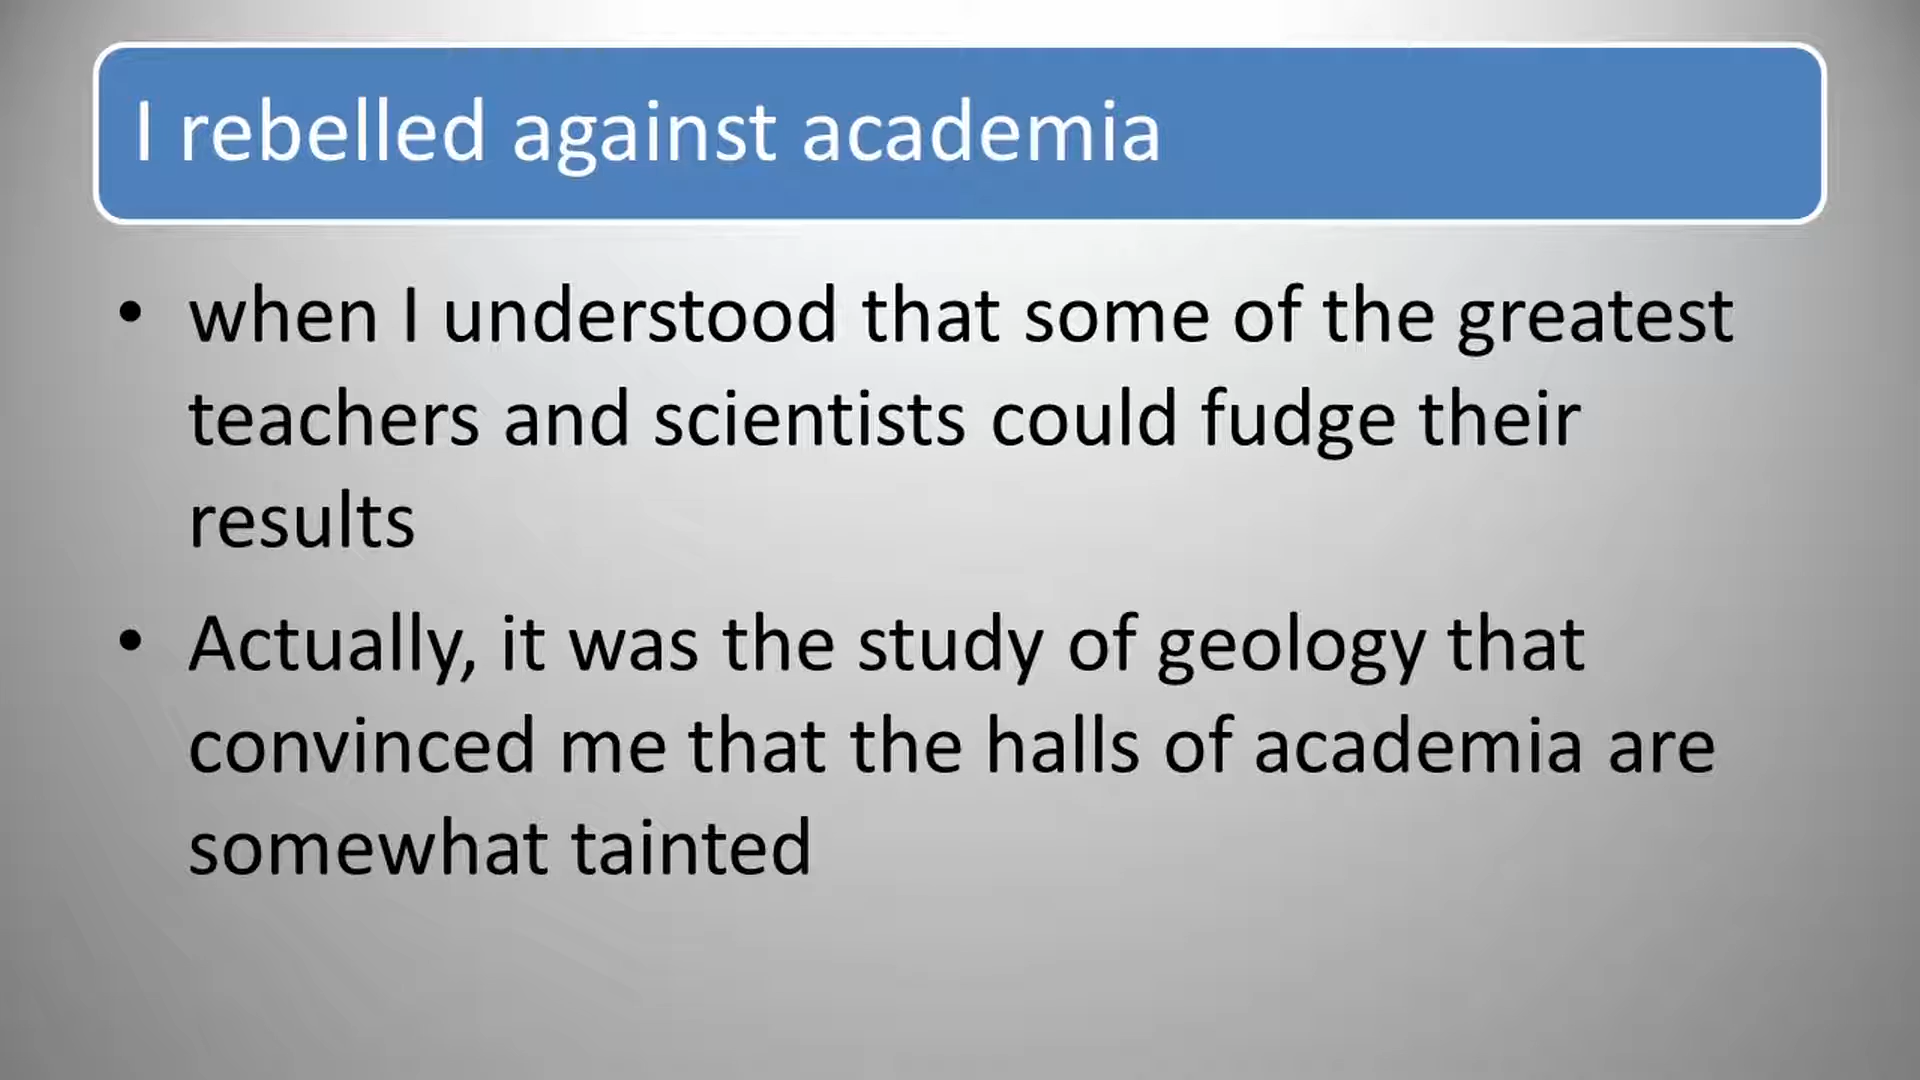 I rebelled against academia
• when I understood that some of the greatest
teachers and scientists could fudge their
results
• Actually, it was the study of geology that
convinced me that the halls of academia are
somewhat tainted